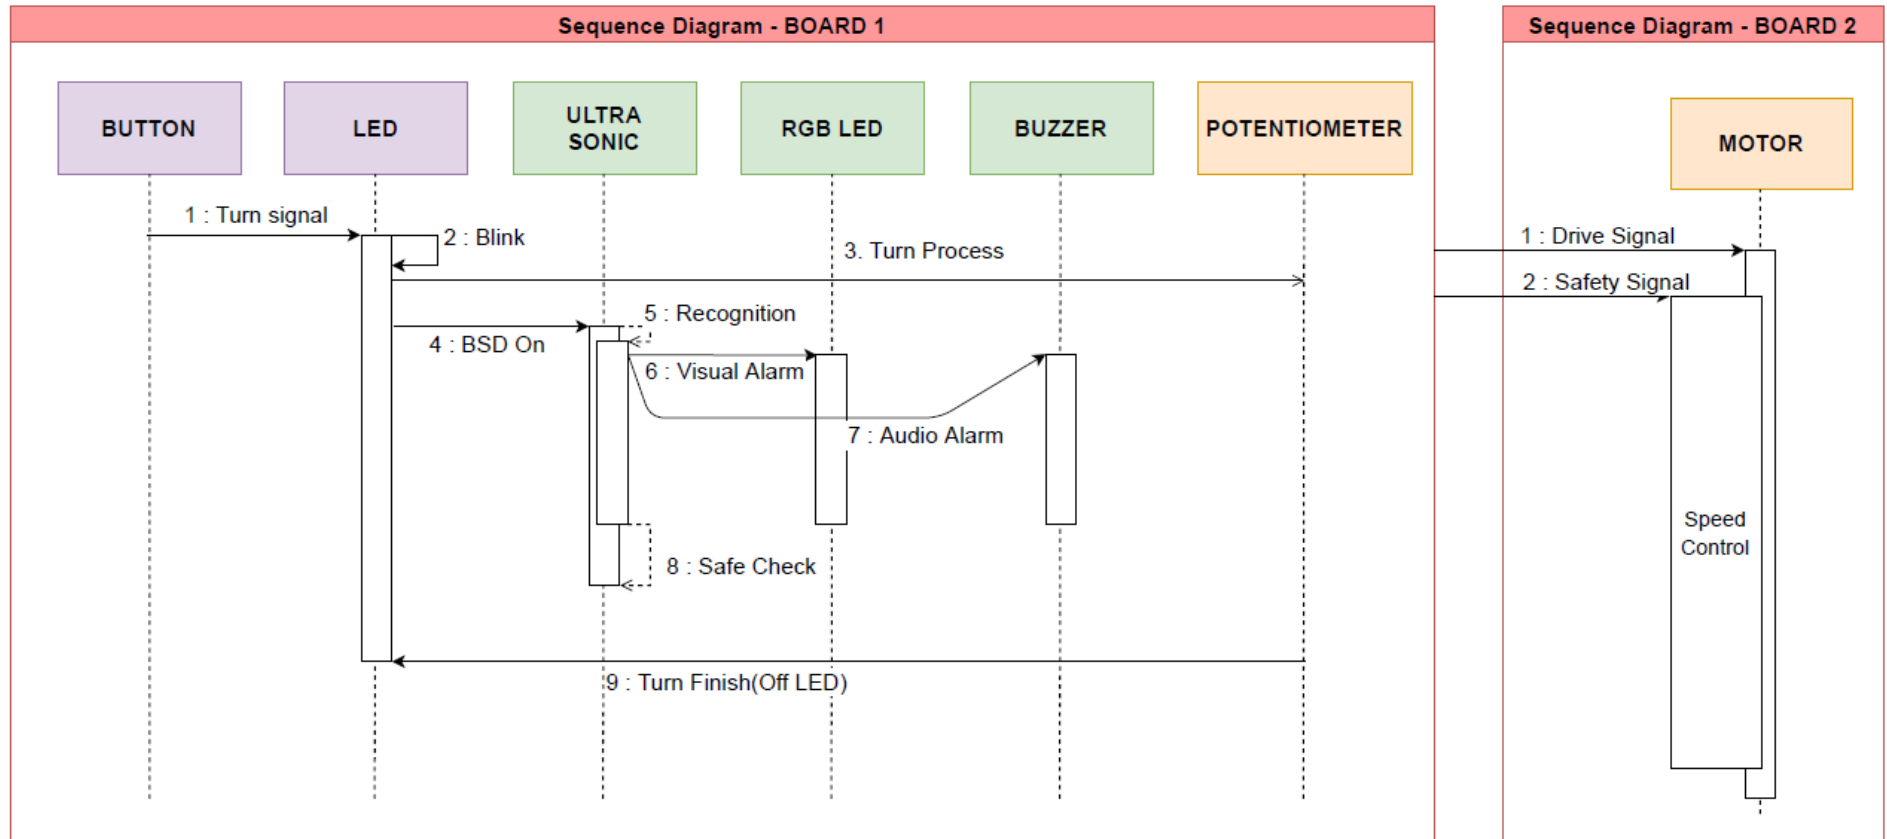 Sequence Diagram - BOARD 1
Sequence Diagram - BOARD 2
BUTTON
LED
ULTRA
SONIC
RGB LED
BUZZER
POTENTIOMETER
MOTOR
1 : Turn signal
2 : Blink
3. Turn Process
1 : Drive Signal
2 : Safety Signal
4 : BSD On
5 : Recognition
6 : Visual Alarm
7 : Audio Alarm
8 : Safe Check
Speed
Control
9 : Turn Finish(Off LED)